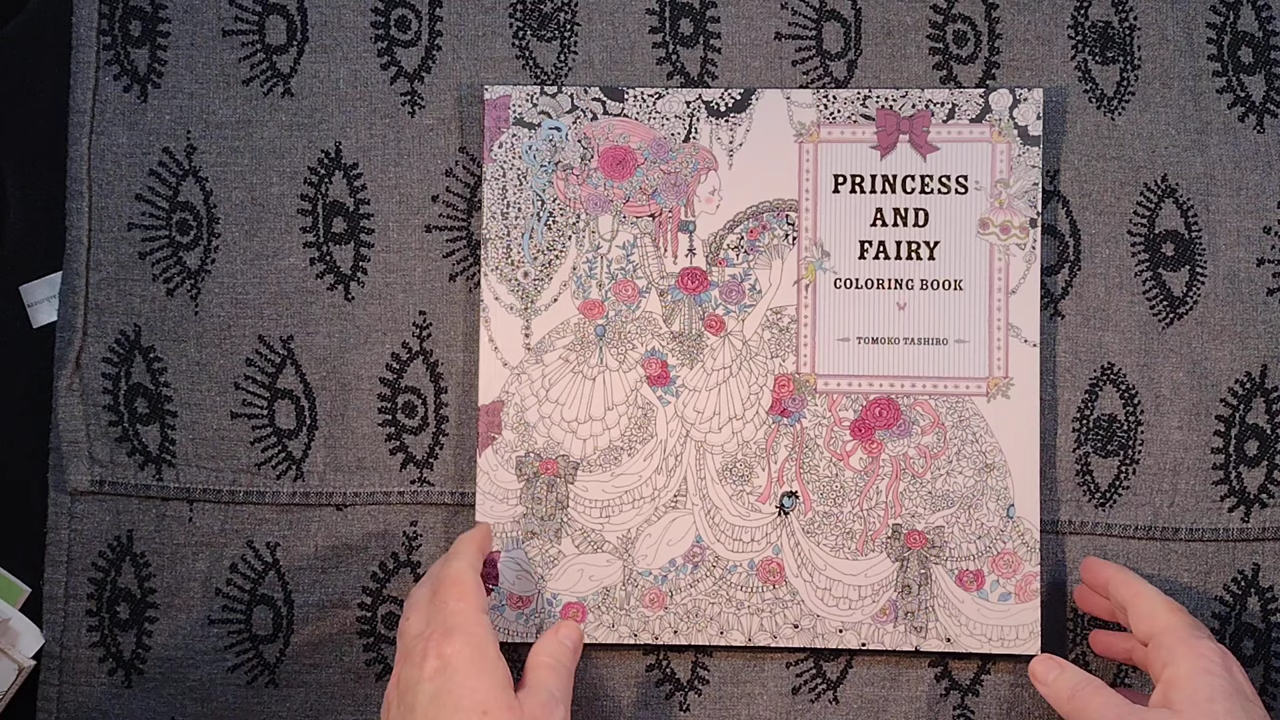 PRINCESS
AND
FAIRY
COLORING BOOK
TOMOKO TASHIRO